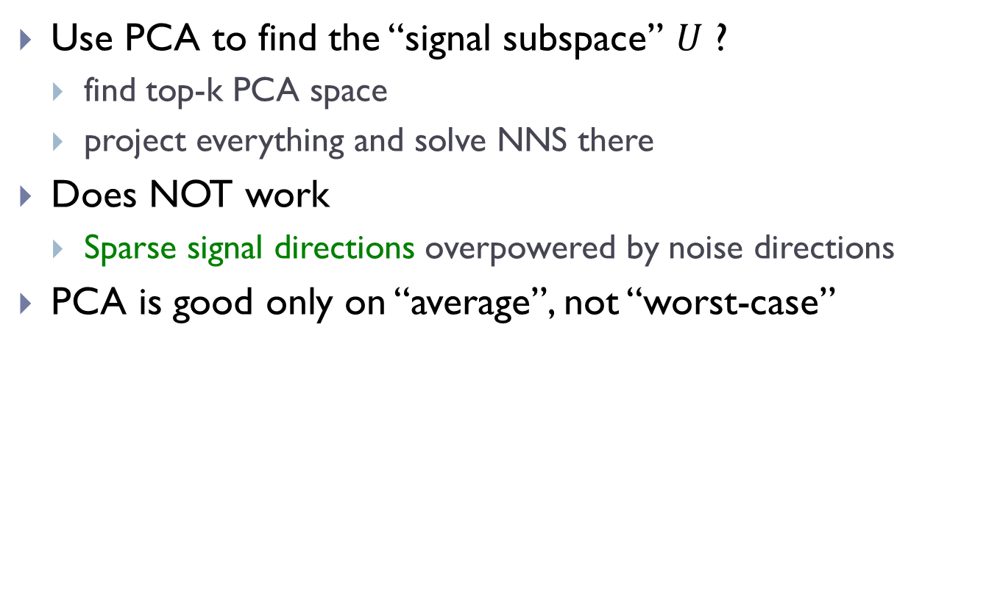 Use PCA to find the “signal subspace” U ?
find top-k PCA space
project everything and solve NNS there
Does NOT work
Sparse signal directions overpowered by noise directions
PCA is good only on “average”, not “worst-case”